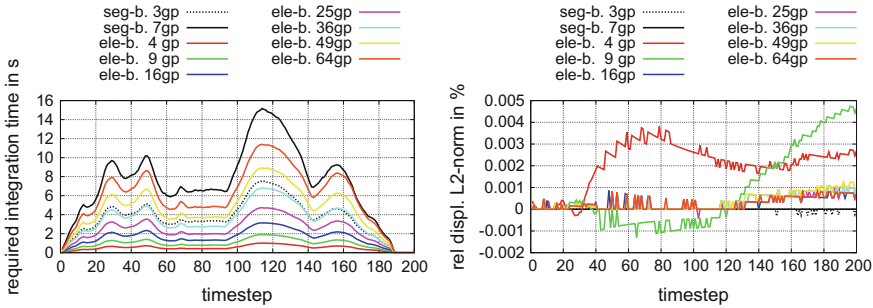 seg-b. 3gp
seg-b. 7gp
ele-b. 4 gp
ele-b. 9 gp
ele-b. 16gp
ele-b. 25gp
ele-b. 36gp
ele-b. 49gp
ele-b. 64gp
required integration time in s
16
14
12
10
8
6
4
2
0
0 20 40 60 80 100 120 140 160 180 200
timestep
seg-b. 3gp
seg-b. 7gp
ele-b. 4 gp
ele-b. 9 gp
ele-b. 16gp
ele-b. 25gp
ele-b. 36gp
ele-b. 49gp
ele-b. 64gp
rel displ. L2-norm in %
0.005
0.004
0.003
0.002
0.001
0
-0.001
-0.002
0 20 40 60 80 100 120 140 160 180 200
timestep